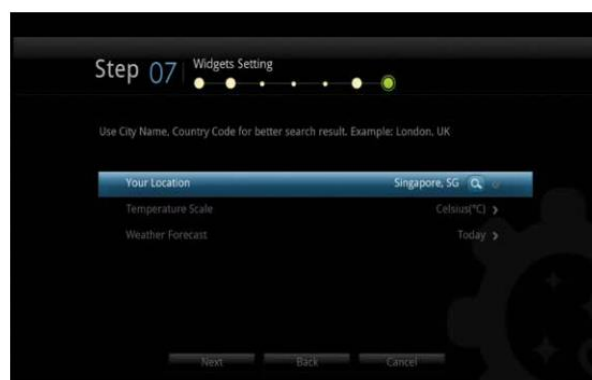 Step 07 Widgets Setting
Use City Name, Country Code for better search result. Example: London, UK
Your Location Singapore, SG
Temperature Scale Celsius(°C)
Weather Forecast Today
Next Back Cancel